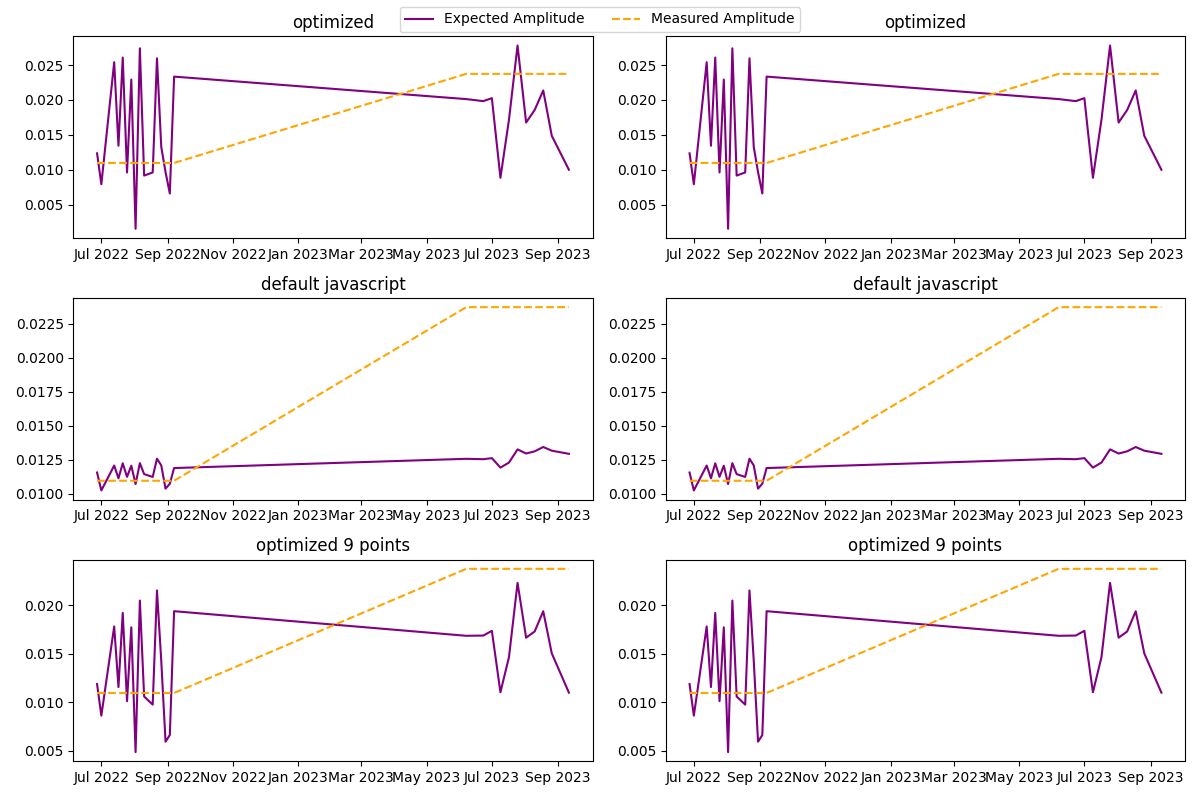 Expected Amplitude Measured Amplitude
optimized optimized
0.025 0.025
0.020 0.020
0.015 0.015
0.010 0.010
0.005 0.005
Jul 2022 Sep 2022 Nov 2022 Jan 2023 Mar 2023 May 2023 Jul 2023 Sep 2023 Jul 2022 Sep 2022 Nov 2022 Jan 2023 Mar 2023 May 2023 Jul 2023 Sep 2023
default javascript default javascript
0.0225 0.0225
0.0200 0.0200
0.0175 0.0175
0.0150 0.0150
0.0125 0.0125
0.0100 0.0100
Jul 2022 Sep 2022 Nov 2022 Jan 2023 Mar 2023 May 2023 Jul 2023 Sep 2023 Jul 2022 Sep 2022 Nov 2022 Jan 2023 Mar 2023 May 2023 Jul 2023 Sep 2023
optimized 9 points optimized 9 points
0.020 0.020
0.015 0.015
0.010 0.010
0.005 0.005
Jul 2022 Sep 2022 Nov 2022 Jan 2023 Mar 2023 May 2023 Jul 2023 Sep 2023 Jul 2022 Sep 2022 Nov 2022 Jan 2023 Mar 2023 May 2023 Jul 2023 Sep 2023